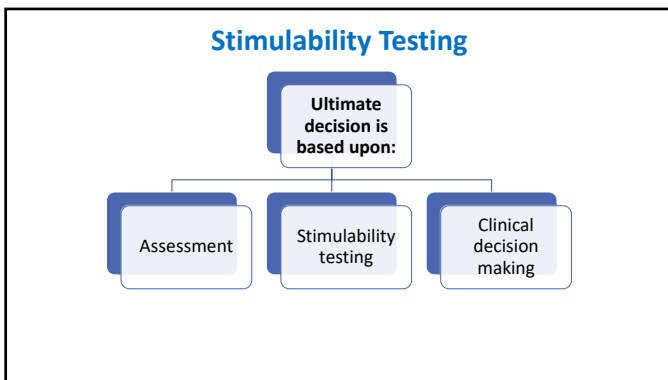 Stimulability Testing
Ultimate
decision is
based upon:
Assessment
Stimulability
testing
Clinical
decision
making